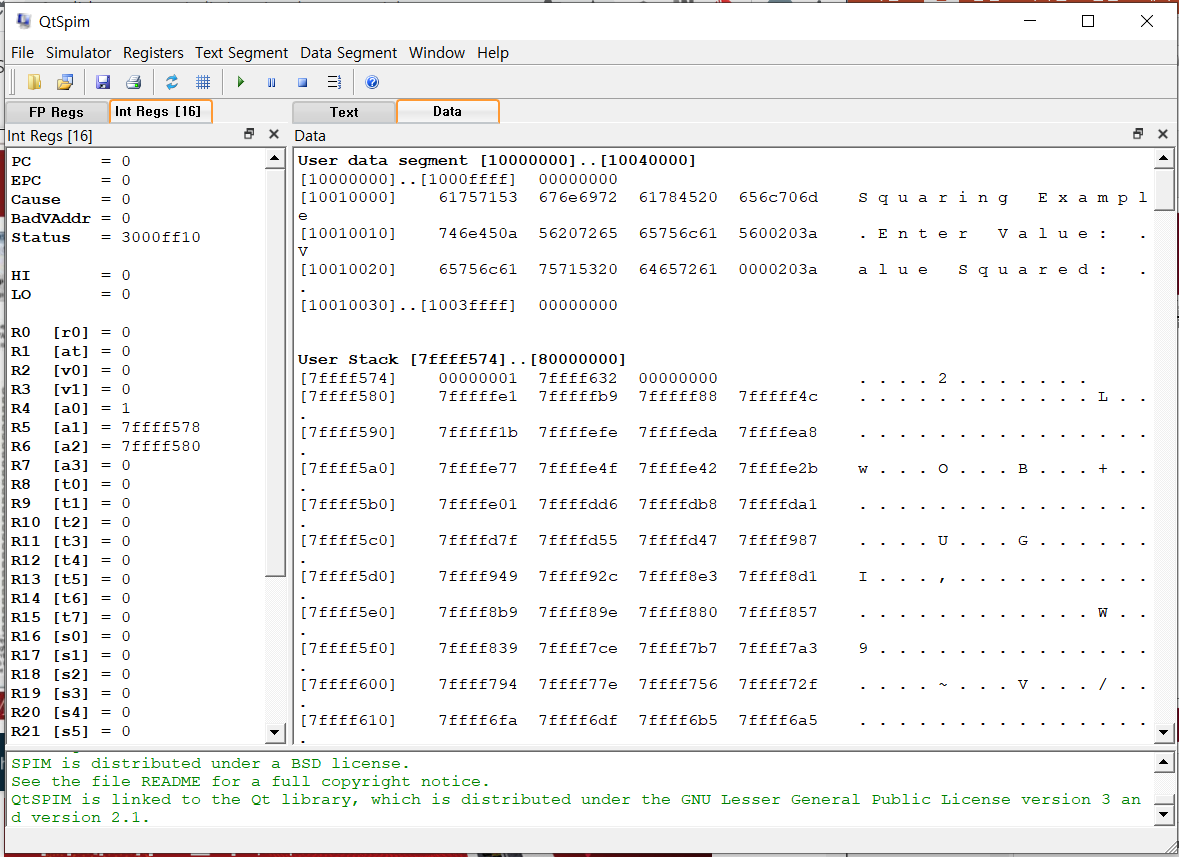 QtSpim
File Simulator Registers Text Segment Data Segment Window Help
FP Regs Int Regs [16]
Int Regs [16]
PC = 0
EPC = 0
Cause = 0
BadVAddr = 0
Status = 3000ff10
HI = 0
LO = 0
R0 [r0] = 0
R1 [at] = 0
R2 [v0] = 0
R3 [v1] = 0
R4 [a0] = 1
R5 [a1] = 7ffff578
R6 [a2] = 7ffff580
R7 [a3] = 0
R8 [t0] = 0
R9 [t1] = 0
R10 [t2] = 0
R11 [t3] = 0
R12 [t4] = 0
R13 [t5] = 0
R14 [t6] = 0
R15 [t7] = 0
R16 [s0] = 0
R17 [s1] = 0
R18 [s2] = 0
R19 [s3] = 0
R20 [s4] = 0
R21 [s5] = 0
Text Data
Data
User data segment [10000000]..[10040000]
[10000000]..[1000ffff] 00000000
[10010000] 61757153 676e6972 61784520 656c706d S q u a r i n g E x a m p l
e
[10010010] 746e450a 56207265 65756c61 5600203a . E n t e r V a l u e : .
V
[10010020] 65756c61 75715320 64657261 0000203a a l u e S q u a r e d : .
.
[10010030]..[1003ffff] 00000000
User Stack [7ffff574]..[80000000]
[7ffff574] 00000001 7ffff632 00000000 . . . . 2 . . . . . . .
[7ffff580] 7fffffe1 7fffffb9 7fffff88 7fffff4c . . . . . . . . . . . . L . .
.
[7ffff590] 7fffff1b 7ffffefe 7ffffeda 7ffffea8 . . . . . . . . . . . . . . .
.
[7ffff5a0] 7ffffe77 7ffffe4f 7ffffe42 7ffffe2b w . . . O . . . B . . . + . .
.
[7ffff5b0] 7ffffe01 7ffffdd6 7ffffdb8 7ffffda1 . . . . . . . . . . . . . . .
.
[7ffff5c0] 7ffffd7f 7ffffd55 7ffffd47 7ffff987 . . . . U . . . G . . . . . .
.
[7ffff5d0] 7ffff949 7ffff92c 7ffff8e3 7ffff8d1 I . . . , . . . . . . . . . .
.
[7ffff5e0] 7ffff8b9 7ffff89e 7ffff880 7ffff857 . . . . . . . . . . . . W . .
.
[7ffff5f0] 7ffff839 7ffff7ce 7ffff7b7 7ffff7a3 9 . . . . . . . . . . . . . .
.
[7ffff600] 7ffff794 7ffff77e 7ffff756 7ffff72f . . . . ~ . . . V . . . / . .
.
[7ffff610] 7ffff6fa 7ffff6df 7ffff6b5 7ffff6a5 . . . . . . . . . . . . . . .
.
SPIM is distributed under a BSD license.
See the file README for a full copyright notice.
QtSPIM is linked to the Qt library, which is distributed under the GNU Lesser General Public License version 3 an
d version 2.1.